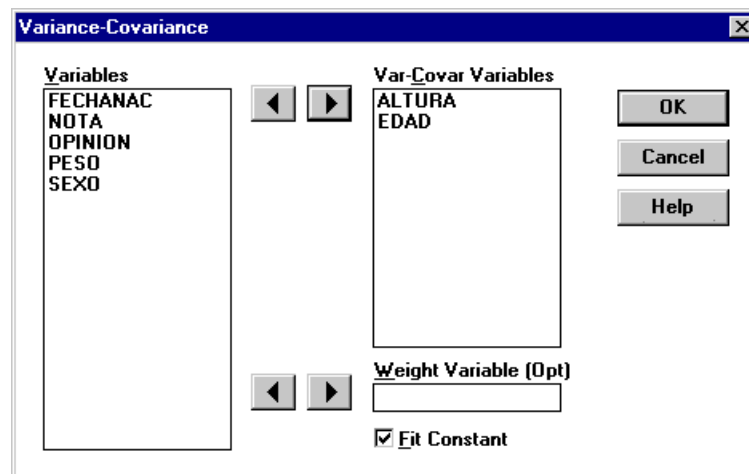 Variance-Covariance
Variables
FECHANAC
NOTA
OPINION
PESO
SEXO
Var-Covar Variables
ALTURA
EDAD
OK
Cancel
Help
Weight Variable (Opt)
Fit Constant